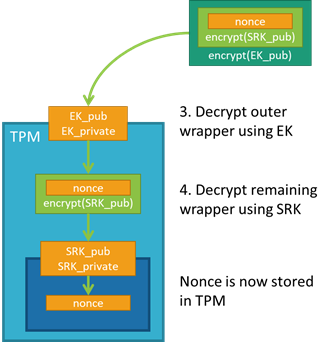 nonce
encrypt(SRK_pub)
encrypt(EK_pub)
EK_pub
EK_private
3. Decrypt outer
wrapper using EK
TPM
nonce
encrypt(SRK_pub)
4. Decrypt remaining
wrapper using SRK
SRK_pub
SRK_private
nonce
Nonce is now stored
in TPM